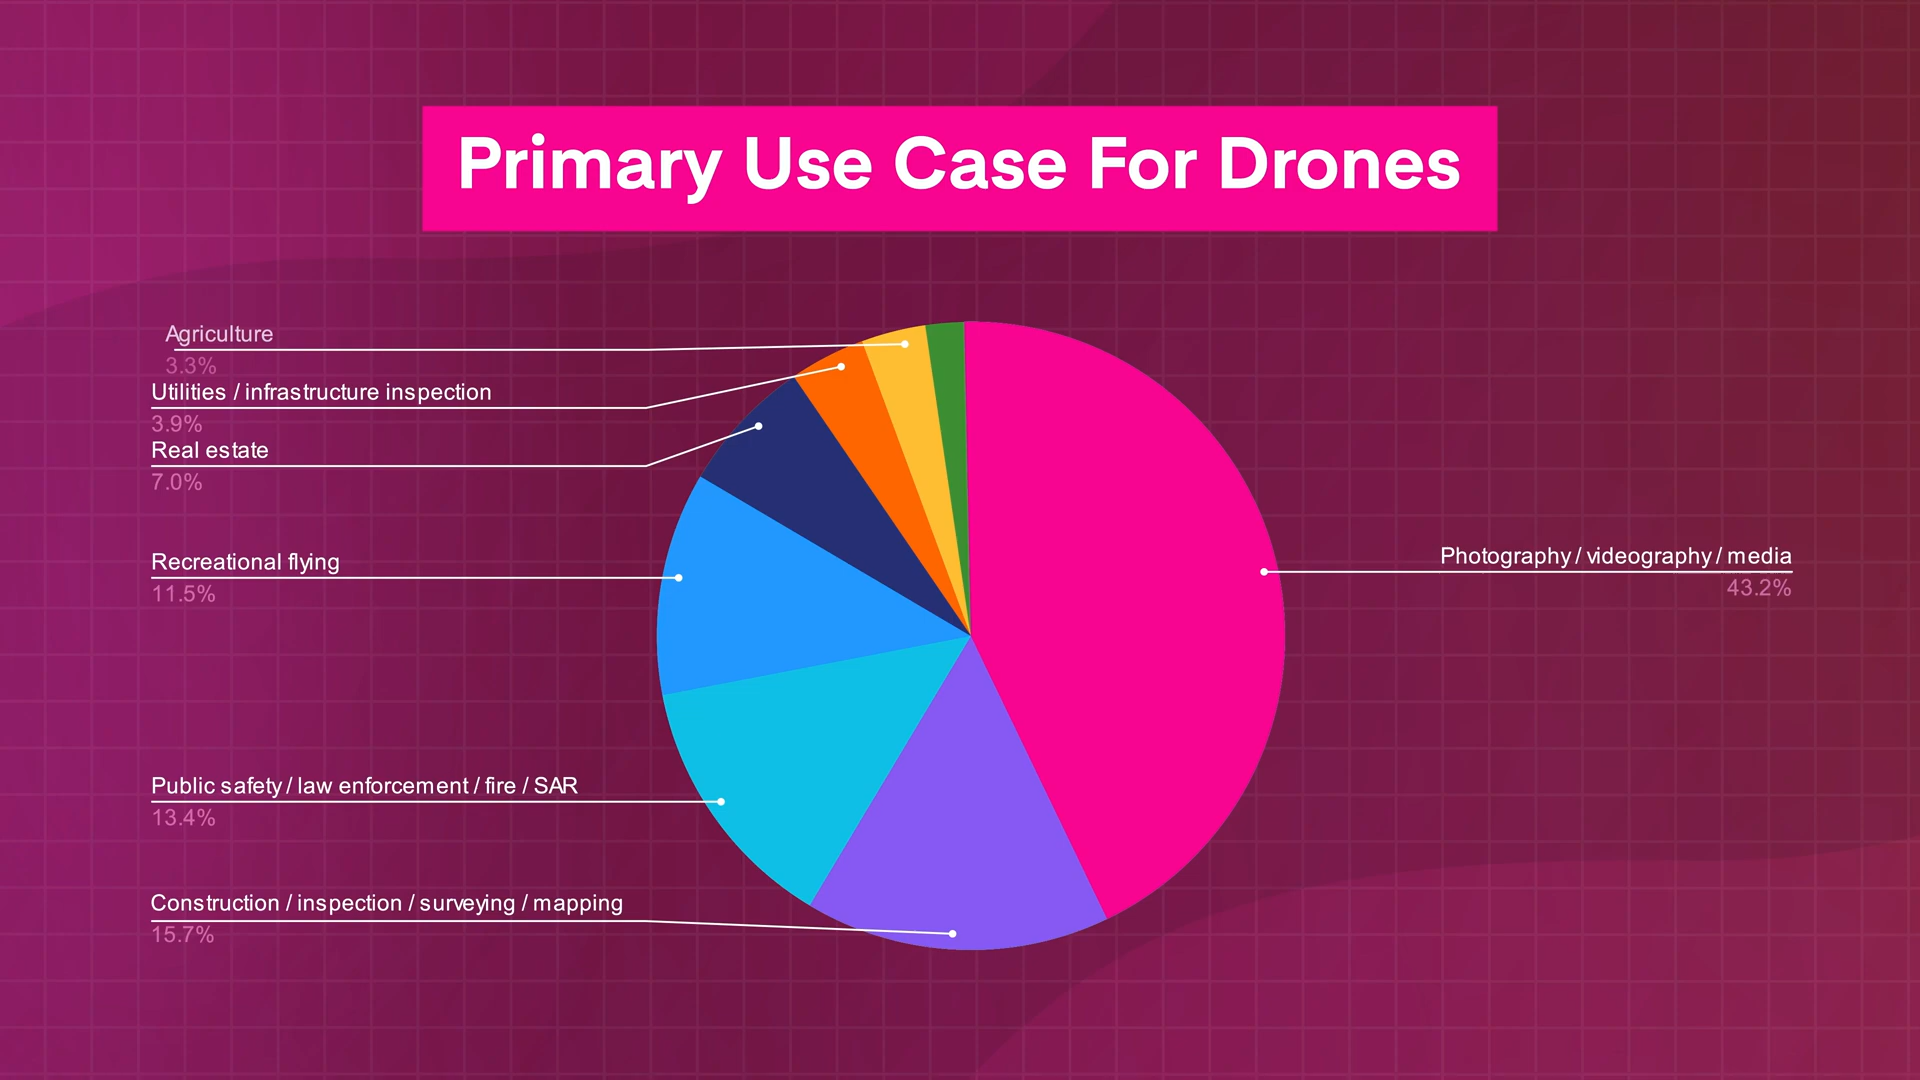 Primary Use Case For Drones
Agriculture
3.3%
Utilities / infrastructure inspection
3.9%
Real estate
7.0%
Recreational flying
11.5%
Public safety / law enforcement / fire / SAR
13.4%
Construction / inspection / surveying / mapping
15.7%
Photography / videography / media
43.2%